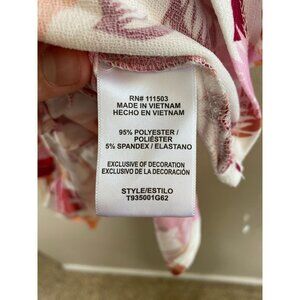 RN# 111503
MADE IN VIETNAM
HECHO EN VIETNAM
95% POLYESTER /
POLIÉSTER
5% SPANDEX / ELASTANO
EXCLUSIVE OF DECORATION
EXCLUSIVO DE LA DECORACIÓN
STYLE/ESTILO
T935001G62